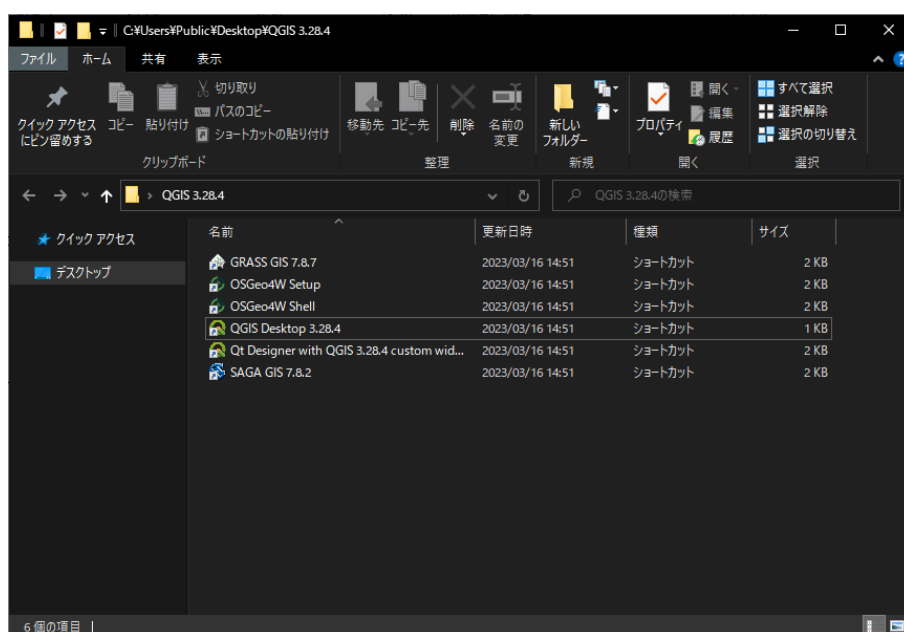 C:¥Users¥Public¥Desktop¥QGIS 3.28.4
ファイル ホーム 共有 表示
クイック アクセス
にピン留めする
コピー
貼り付け
切り取り
パスのコピー
ショートカットの貼り付け
移動先
コピー先
削除
名前の
変更
新しい
フォルダー
プロパティ
開く
編集
履歴
すべて選択
選択解除
選択の切り替え
クリップボード 整理 新規 開く 選択
QGIS 3.28.4
QGIS 3.28.4の検索
クイック アクセス
デスクトップ
名前 更新日時 種類 サイズ
GRASS GIS 7.8.7 2023/03/16 14:51 ショートカット 2 KB
OSGeo4W Setup 2023/03/16 14:51 ショートカット 2 KB
OSGeo4W Shell 2023/03/16 14:51 ショートカット 2 KB
QGIS Desktop 3.28.4 2023/03/16 14:51 ショートカット 1 KB
Qt Designer with QGIS 3.28.4 custom wid... 2023/03/16 14:51 ショートカット 2 KB
SAGA GIS 7.8.2 2023/03/16 14:51 ショートカット 2 KB
6 個の項目